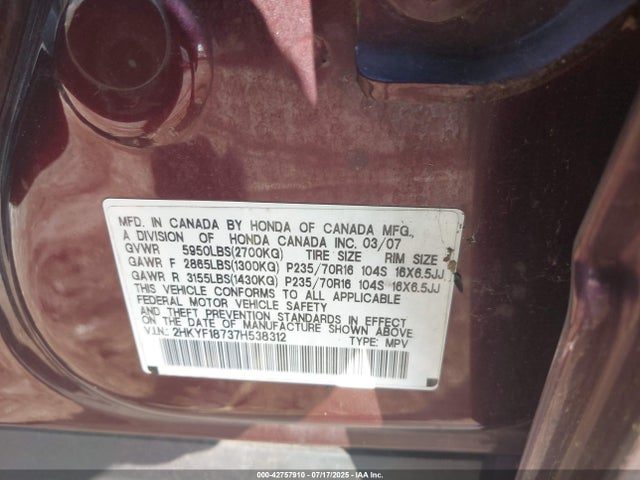 MFD. IN CANADA BY HONDA OF CANADA MFG.,
A DIVISION OF HONDA CANADA INC. 03/07
GVWR 5950LBS(2700KG) TIRE SIZE RIM SIZE
GAWR F 2865LBS(1300KG) P235/70R16 104S 16X6.5JJ
GAWR R 3155LBS(1430KG) P235/70R16 104S 16X6.5JJ
THIS VEHICLE CONFORMS TO ALL APPLICABLE
FEDERAL MOTOR VEHICLE SAFETY
AND THEFT PREVENTION STANDARDS IN EFFECT
ON THE DATE OF MANUFACTURE SHOWN ABOVE
V.I.N.: 2HKYF18737H538312 TYPE: MPV
000-42757910 - 07/17/2025 - IAA Inc.